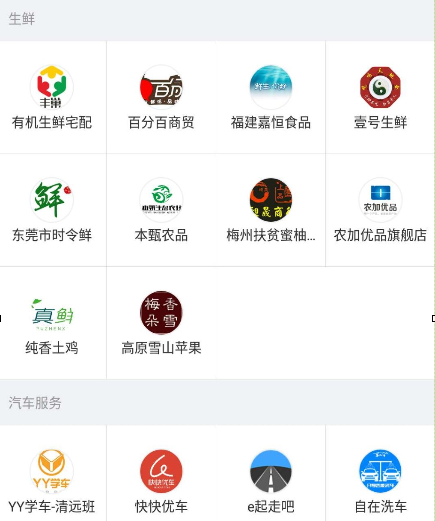 生鲜
丰巢
有机生鲜宅配
百分百商贸
福建嘉恒食品
壹号生鲜
鲜
东莞市时令鲜
本甄农品
梅州扶贫蜜柚...
农加优品
农加优品旗舰店
真鲜
纯香土鸡
梅香
朵雪
高原雪山苹果
汽车服务
YY学车
YY学车-清远班
快快优车
快快优车
e起走吧
自在洗车